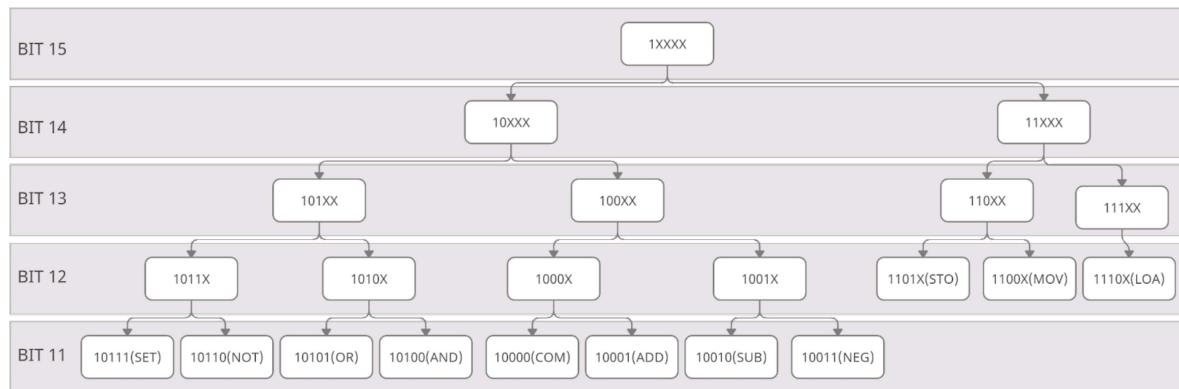 BIT 15
1XXXX
BIT 14
10XXX
11XXX
BIT 13
101XX
100XX
110XX
111XX
BIT 12
1011X
1010X
1000X
1001X
1101X(STO)
1100X(MOV)
1110X(LOA)
BIT 11
10111(SET)
10110(NOT)
10101(OR)
10100(AND)
10000(COM)
10001(ADD)
10010(SUB)
10011(NEG)